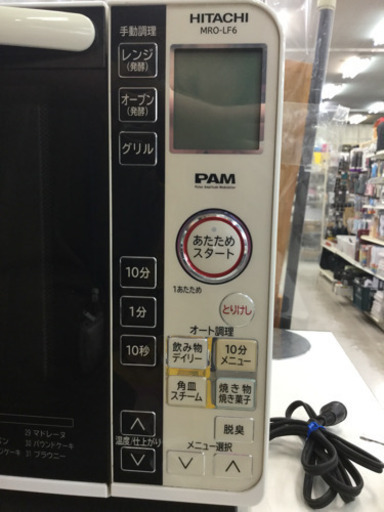 HITACHI
MRO-LF6
手動調理
レンジ
(発酵)
オーブン
(発酵)
グリル
PAM
あたため
スタート
1あたため
10分
1分
10秒
とりけし
オート調理
飲み物
デイリー
10分
メニュー
角皿
スチーム
焼き物
焼き菓子
温度/仕上がり
脱臭
メニュー選択
29 マドレーヌ
30 パウンドケーキ
31 ブラウニー